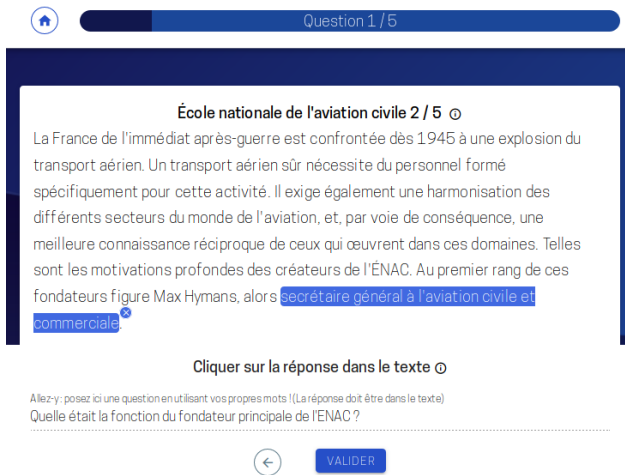 Question 1 / 5
École nationale de l'aviation civile 2 / 5
La France de l'immédiat après-guerre est confrontée dès 1945 à une explosion du
transport aérien. Un transport aérien sûr nécessite du personnel formé
spécifiquement pour cette activité. Il exige également une harmonisation des
différents secteurs du monde de l'aviation, et, par voie de conséquence, une
meilleure connaissance réciproque de ceux qui œuvrent dans ces domaines. Telles
sont les motivations profondes des créateurs de l'ÉNAC. Au premier rang de ces
fondateurs figure Max Hymans, alors secrétaire général à l'aviation civile et
commerciale.
Cliquer sur la réponse dans le texte
Allez-y: posez ici une question en utilisant vos propres mots ! (La réponse doit être dans le texte)
Quelle était la fonction du fondateur principale de l'ENAC ?
VALIDER